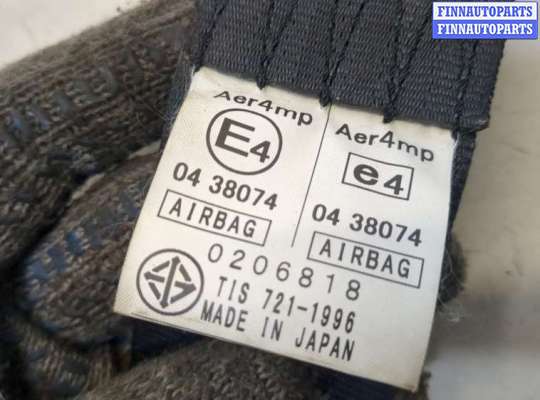 FINNAUTOPARTS
FINNAUTOPARTS
Aer4mp
E4
04 38074
AIRBAG
Aer4mp
e4
04 38074
AIRBAG
0206818
TIS 721-1996
MADE IN JAPAN